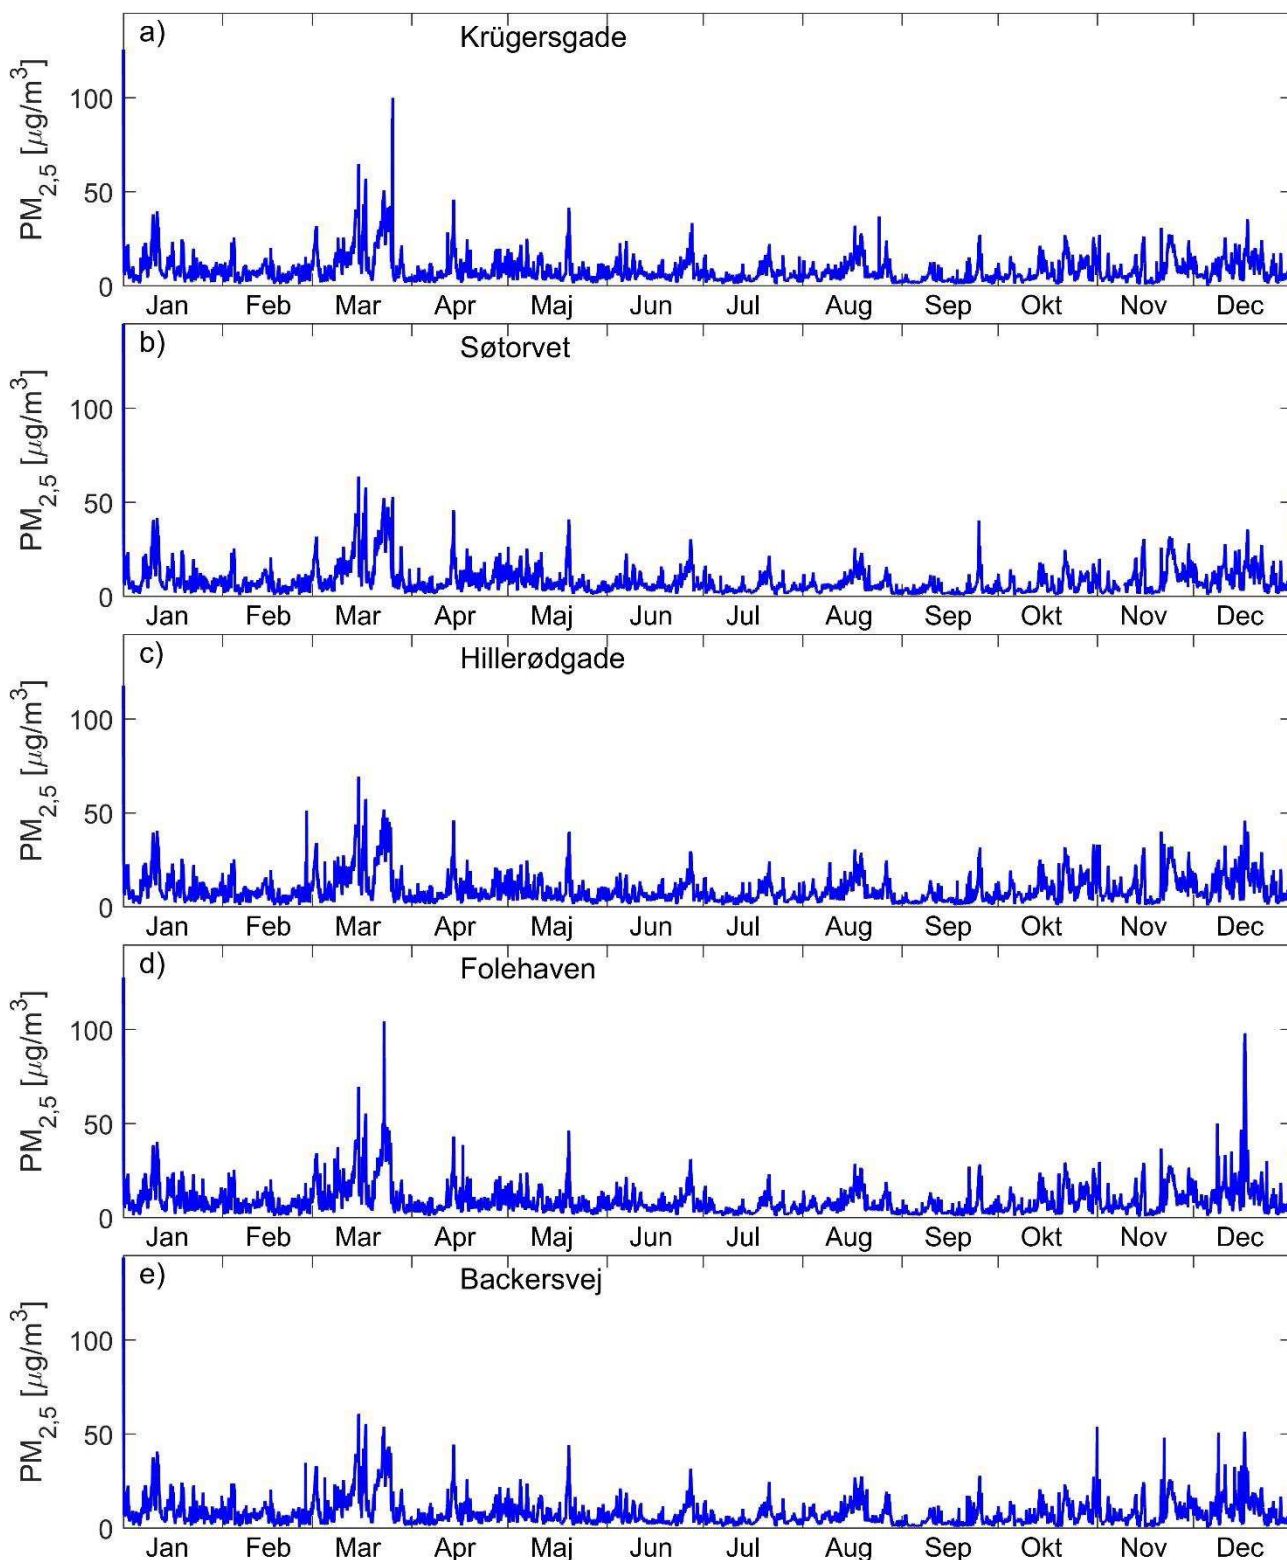 a) Krügersgade
PM2,5 [µg/m3]
100
50
0
Jan Feb Mar Apr Maj Jun Jul Aug Sep Okt Nov Dec
b) Søtorvet
PM2,5 [µg/m3]
100
50
0
Jan Feb Mar Apr Maj Jun Jul Aug Sep Okt Nov Dec
c) Hillerødgade
PM2,5 [µg/m3]
100
50
0
Jan Feb Mar Apr Maj Jun Jul Aug Sep Okt Nov Dec
d) Folehaven
PM2,5 [µg/m3]
100
50
0
Jan Feb Mar Apr Maj Jun Jul Aug Sep Okt Nov Dec
e) Backersvej
PM2,5 [µg/m3]
100
50
0
Jan Feb Mar Apr Maj Jun Jul Aug Sep Okt Nov Dec